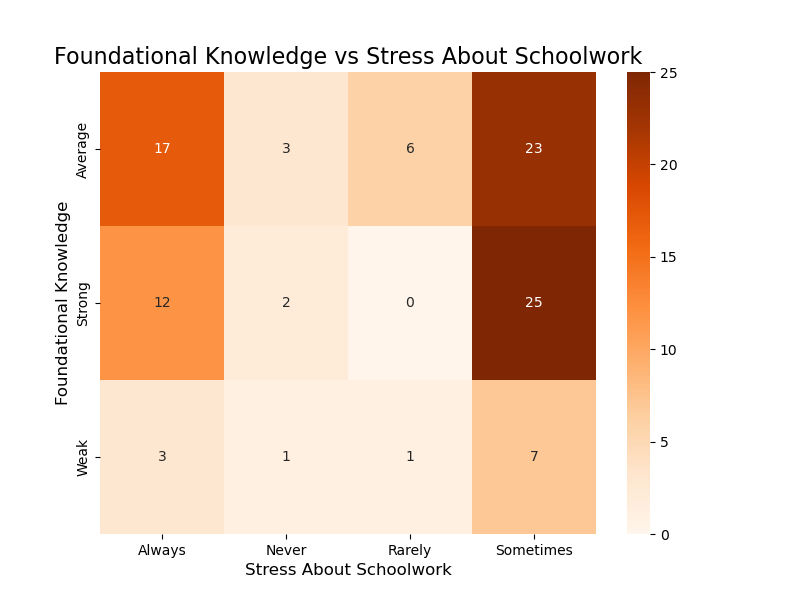 Foundational Knowledge vs Stress About Schoolwork
Foundational Knowledge
Average
17
3
6
23
Strong
12
2
0
25
Weak
3
1
1
7
Always
Never
Rarely
Sometimes
Stress About Schoolwork
25
20
15
10
5
0